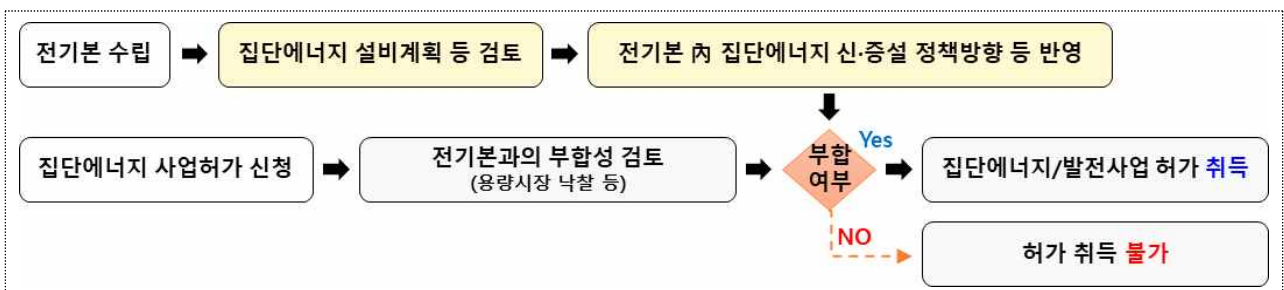 전기본 수립
집단에너지 설비계획 등 검토
전기본 內 집단에너지 신·증설 정책방향 등 반영
집단에너지 사업허가 신청
전기본과의 부합성 검토
(용량시장 낙찰 등)
부합
여부
Yes
집단에너지/발전사업 허가 취득
NO
허가 취득 불가